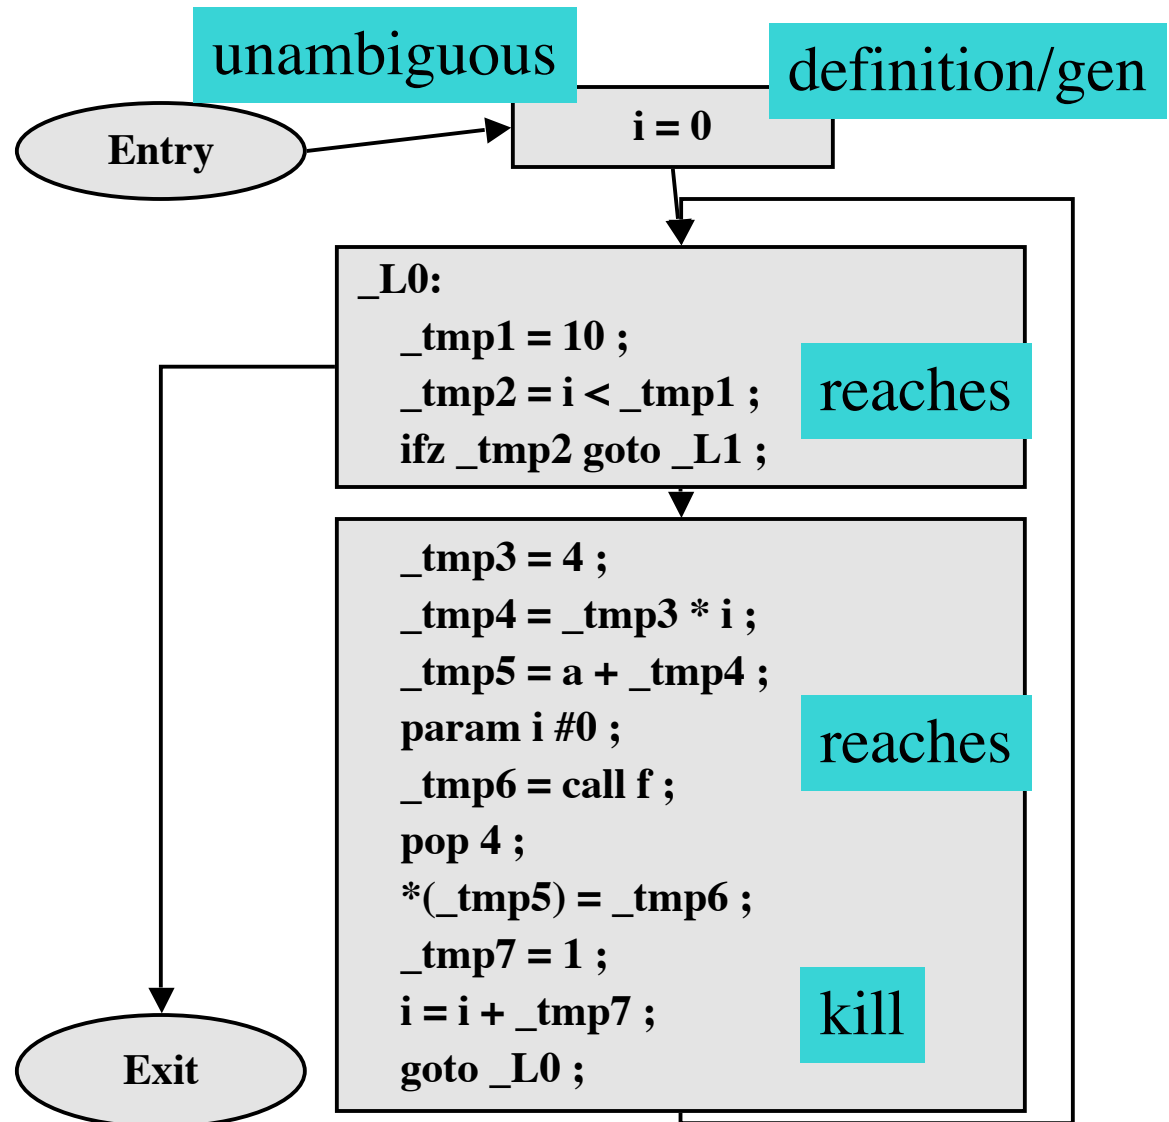 unambiguous
definition/gen
Entry
i = 0
_L0:
_tmp1 = 10 ;
_tmp2 = i < _tmp1 ;
reaches
ifz _tmp2 goto _L1 ;
_tmp3 = 4 ;
_tmp4 = _tmp3 * i ;
_tmp5 = a + _tmp4 ;
param i #0 ;
reaches
_tmp6 = call f ;
pop 4 ;
*(_tmp5) = _tmp6 ;
_tmp7 = 1 ;
i = i + _tmp7 ;
kill
goto _L0 ;
Exit